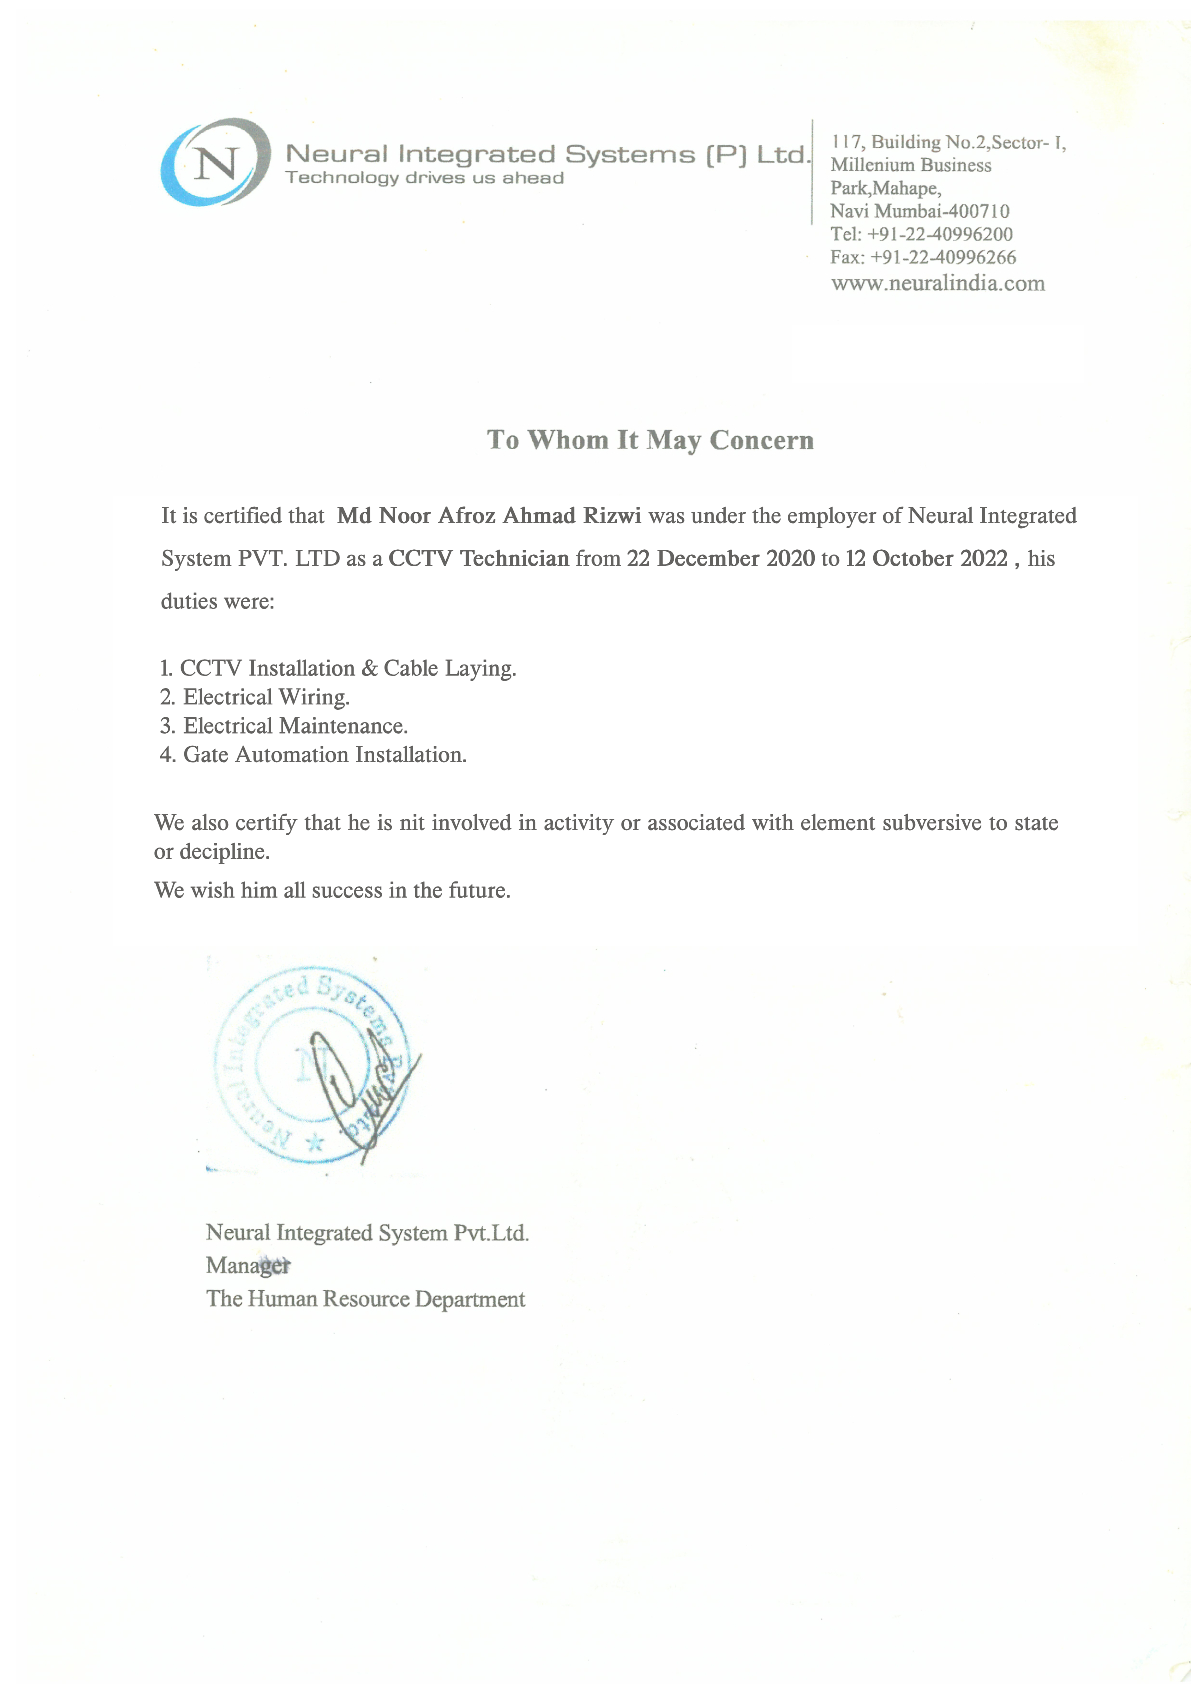 N
Neural Integrated Systems (P) Ltd.
Technology drives us ahead
117, Building No.2,Sector- I,
Millenium Business
Park,Mahape,
Navi Mumbai-400710
Tel: +91-22-40996200
Fax: +91-22-40996266
www.neuralindia.com
To Whom It May Concern
It is certified that Md Noor Afroz Ahmad Rizwi was under the employer of Neural Integrated
System PVT. LTD as a CCTV Technician from 22 December 2020 to 12 October 2022 , his
duties were:
1. CCTV Installation & Cable Laying.
2. Electrical Wiring.
3. Electrical Maintenance.
4. Gate Automation Installation.
We also certify that he is nit involved in activity or associated with element subversive to state
or decipline.
We wish him all success in the future.
Neural Integrated Systems Pvt. Ltd.
N
Neural Integrated System Pvt.Ltd.
Manager
The Human Resource Department